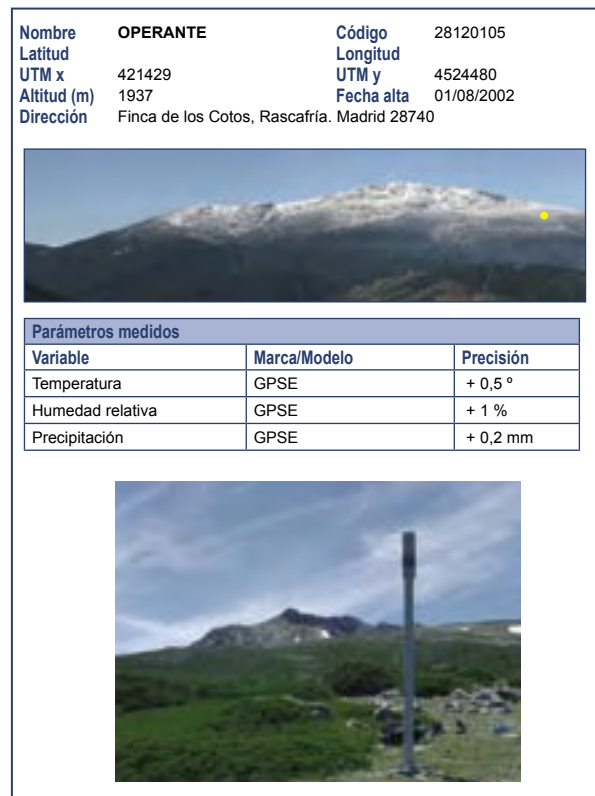 Nombre OPERANTE Código 28120105
Latitud Longitud
UTM x 421429 UTM y 4524480
Altitud (m) 1937 Fecha alta 01/08/2002
Dirección Finca de los Cotos, Rascafría. Madrid 28740
Parámetros medidos
Variable Marca/Modelo Precisión
Temperatura GPSE + 0,5 º
Humedad relativa GPSE + 1 %
Precipitación GPSE + 0,2 mm